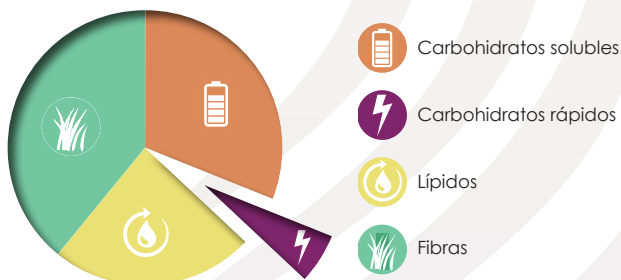 Carbohidratos solubles
Carbohidratos rápidos
Lípidos
Fibras